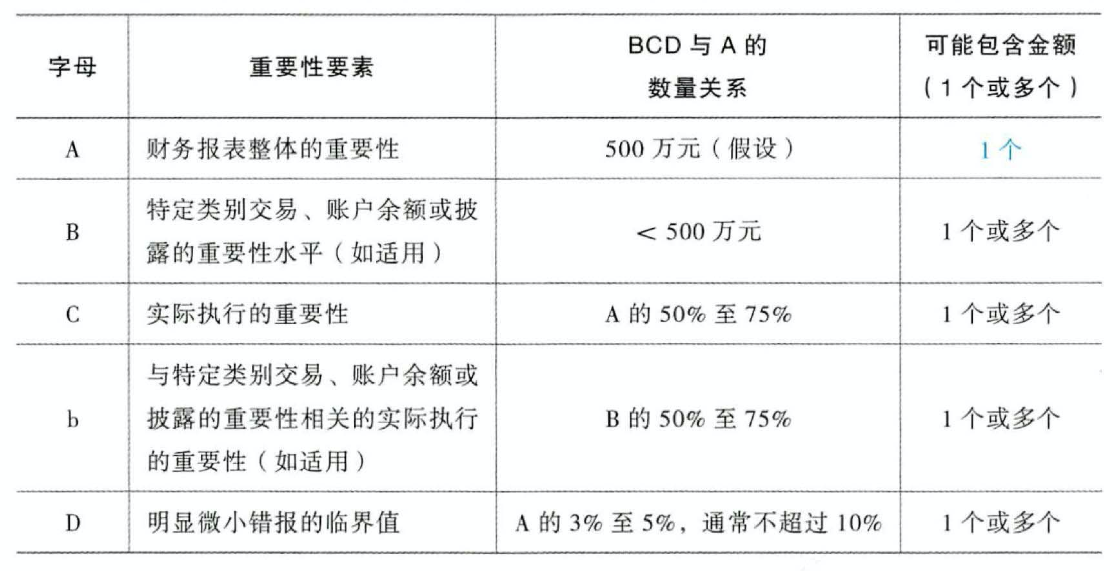 字母
重要性要素
BCD 与 A 的
数量关系
可能包含金额
(1 个或多个)
A
财务报表整体的重要性
500 万元(假设)
1 个
B
特定类别交易、账户余额或披
露的重要性水平(如适用)
< 500 万元
1 个或多个
C
实际执行的重要性
A 的 50% 至 75%
1 个或多个
b
与特定类别交易、账户余额或
披露的重要性相关的实际执行
的重要性(如适用)
B 的 50% 至 75%
1 个或多个
D
明显微小错报的临界值
A 的 3% 至 5%, 通常不超过 10%
1 个或多个